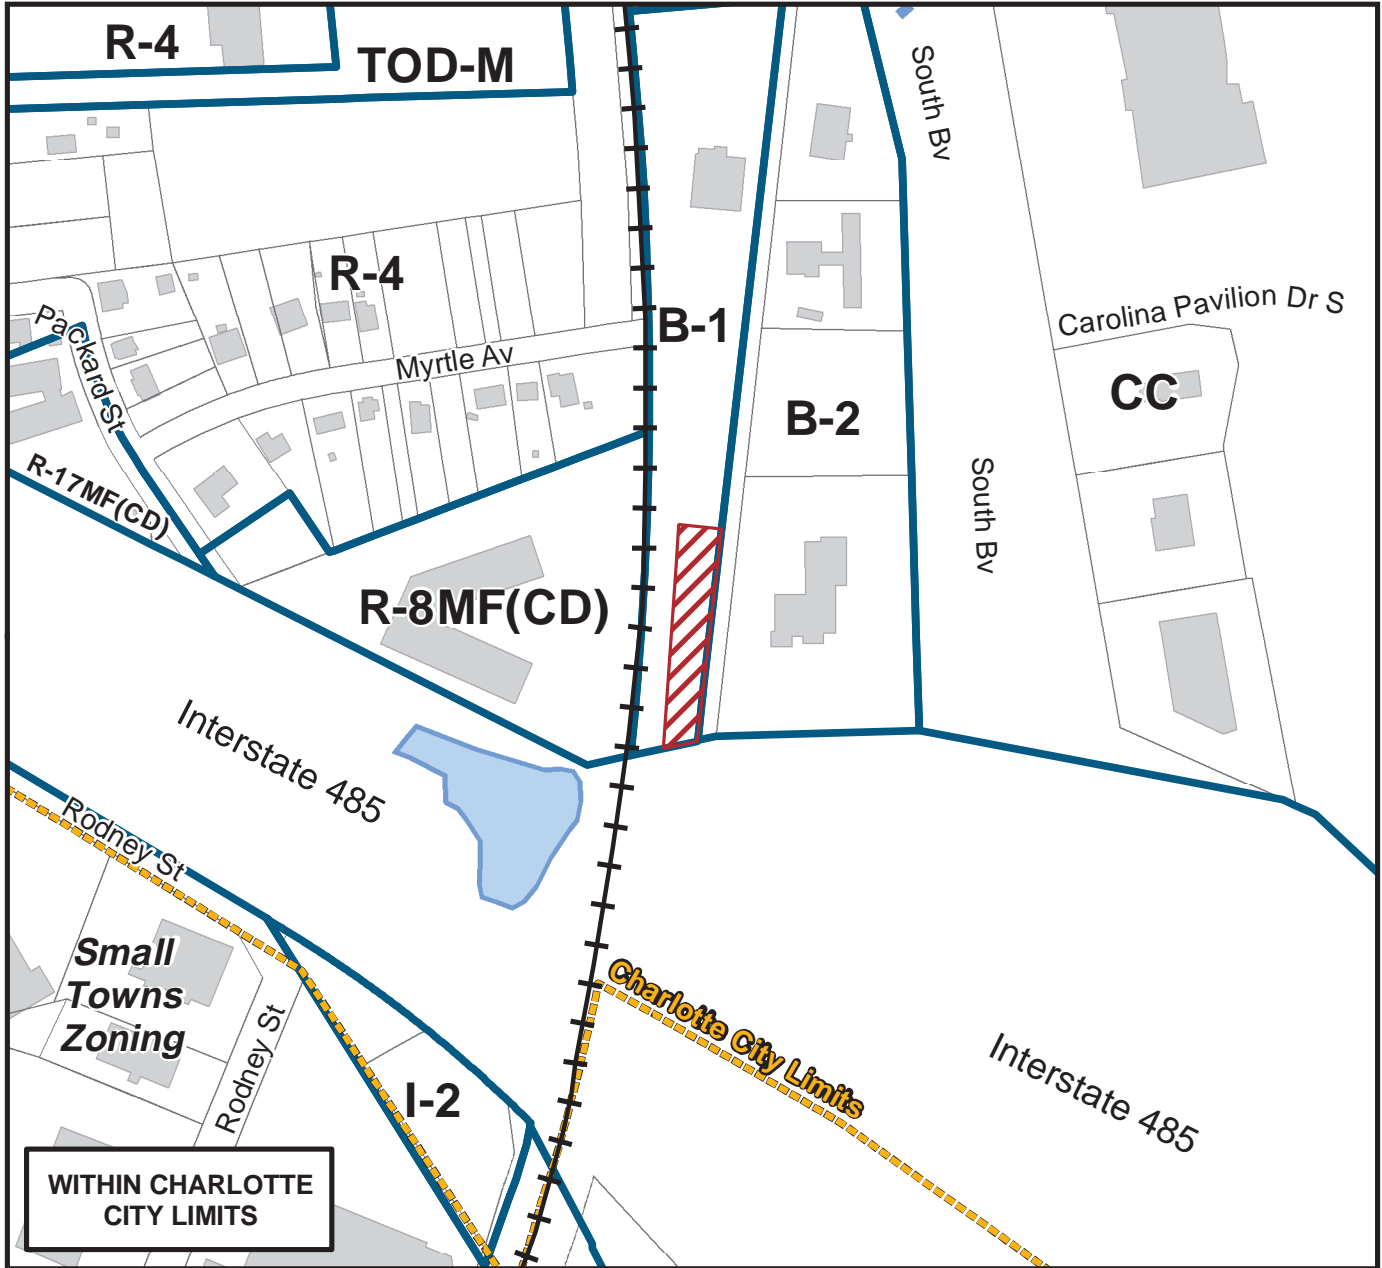 R-4
TOD-M
South Bv
R-4
B-1
Carolina Pavilion Dr S
Packard St
Myrtle Av
CC
B-2
R-17MF(CD)
South Bv
R-8MF(CD)
Interstate 485
Rodney St
Small
Towns
Zoning
Charlotte City Limits
Rodney St
Interstate 485
I-2
WITHIN CHARLOTTE
CITY LIMITS